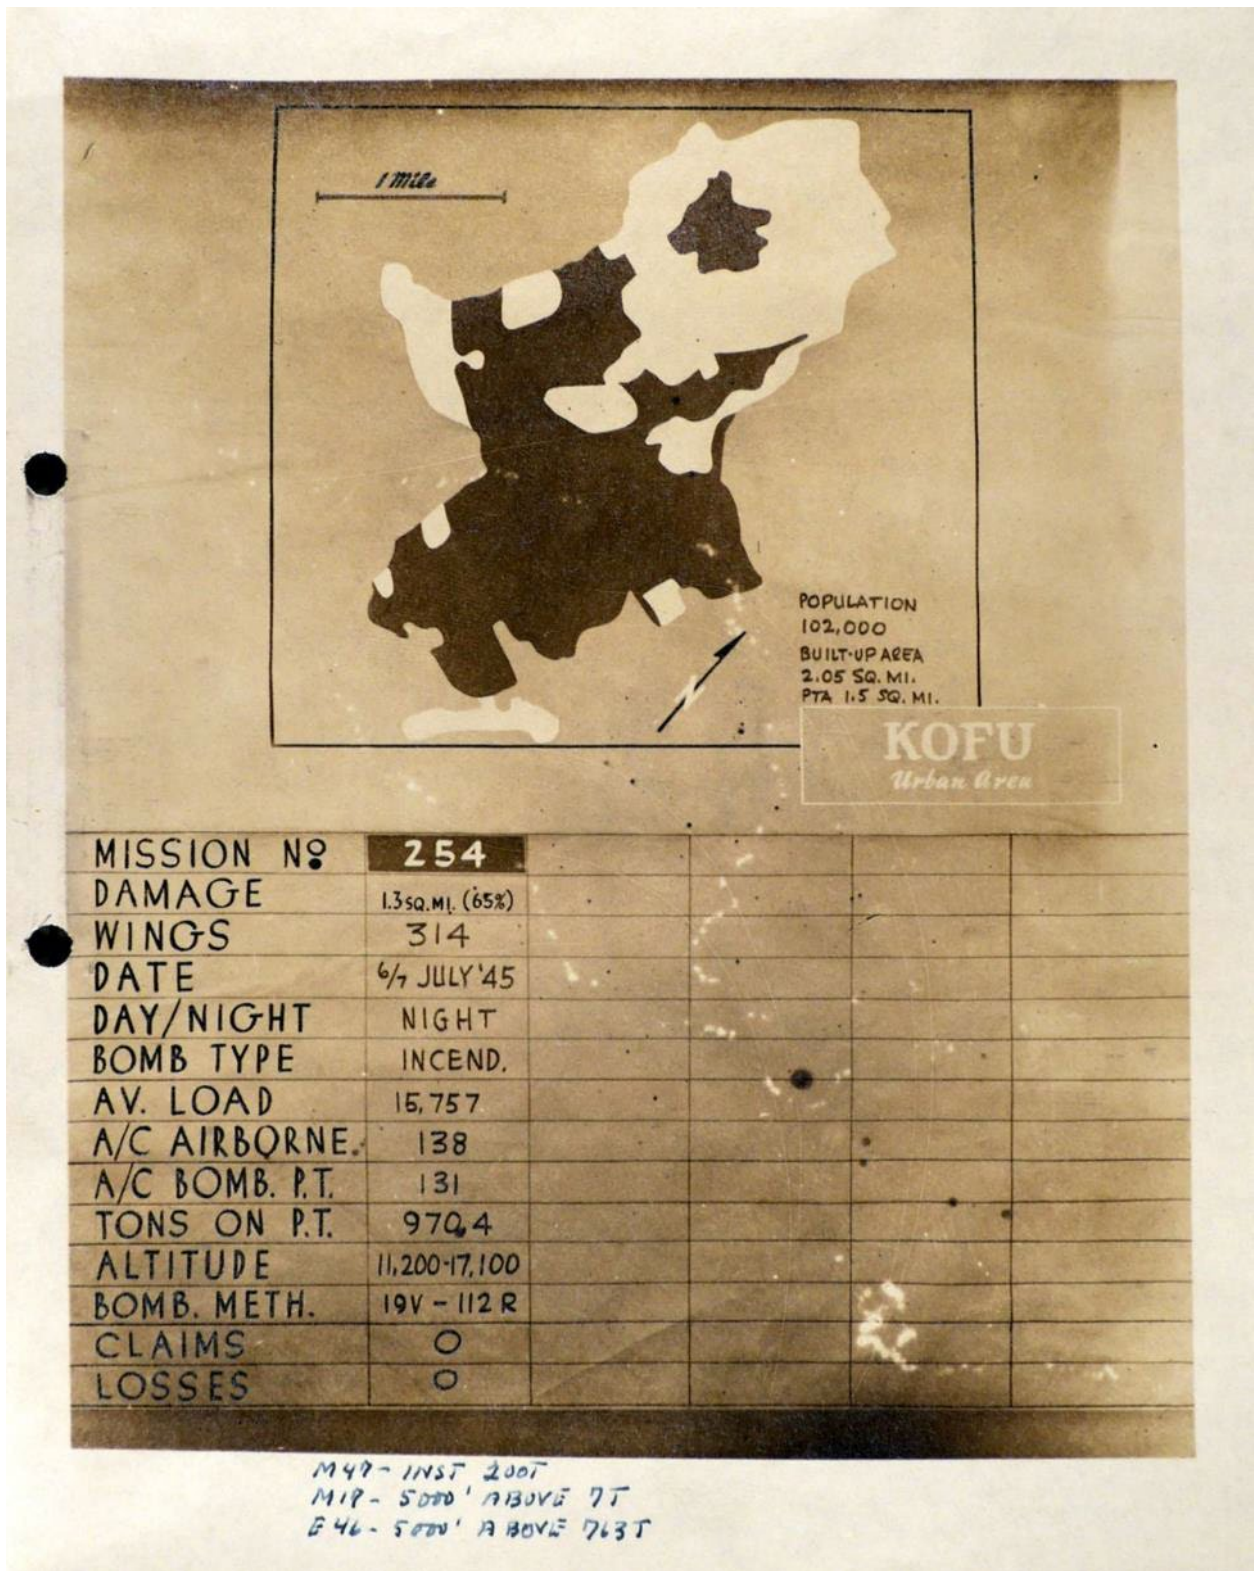 1 Mile
POPULATION
102,000
BUILT-UP AREA
2.05 SQ. MI.
PTA 1.5 SQ. MI.
KOFU
Urban Area
MISSION Nº 254
DAMAGE 1.3 SQ. MI. (65%)
WINGS 314
DATE 6/7 JULY '45
DAY/NIGHT NIGHT
BOMB TYPE INCEND.
AV. LOAD 15,757
A/C AIRBORNE. 138
A/C BOMB. P.T. 131
TONS ON P.T. 970.4
ALTITUDE 11,200-17,100
BOMB. METH. 19V - 112 R
CLAIMS 0
LOSSES 0
M47 - INST 200T
M19 - 5000' ABOVE 7T
E46 - 5000' ABOVE 763T